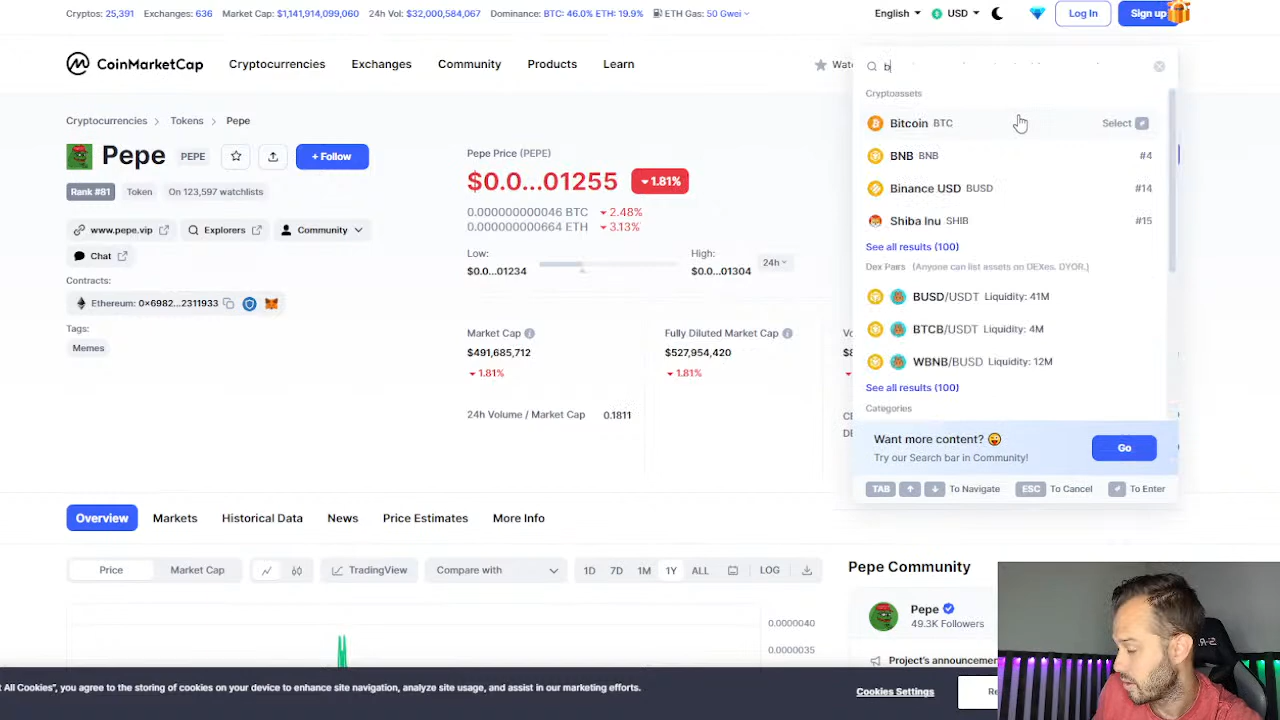 Cryptos: 25,391 Exchanges: 636 Market Cap: $1,141,914,099,060 24h Vol: $32,000,584,067 Dominance: BTC: 46.0% ETH: 19.9% ETH Gas: 50 Gwei English USD Log In Sign up
CoinMarketCap Cryptocurrencies Exchanges Community Products Learn
b
Cryptoassets
Bitcoin BTC Select
BNB BNB #4
Binance USD BUSD #14
Shiba Inu SHIB #15
See all results (100)
Dex Pairs (Anyone can list assets on DEXes. DYOR.)
BUSD/USDT Liquidity: 41M
BTCB/USDT Liquidity: 4M
WBNB/BUSD Liquidity: 12M
See all results (100)
Categories
Want more content?
Try our Search bar in Community!
Go
TAB To Navigate ESC To Cancel To Enter
Cryptocurrencies Tokens Pepe
Pepe PEPE + Follow
Rank #81 Token On 123,597 watchlists
www.pepe.vip Explorers Community
Chat
Contracts:
Ethereum: 0x6982...2311933
Tags:
Memes
Pepe Price (PEPE)
$0.0...01255 1.81%
0.000000000046 BTC 2.48%
0.000000000664 ETH 3.13%
Low: High: 24h
$0.0...01234 $0.0...01304
Market Cap Fully Diluted Market Cap
$491,685,712 $527,954,420
1.81% 1.81%
24h Volume / Market Cap 0.1811
Overview Markets Historical Data News Price Estimates More Info
Price Market Cap TradingView Compare with 1D 7D 1M 1Y ALL LOG
0.0000040
0.0000035
Pepe Community
Pepe
49.3K Followers
Project's announcemen
All Cookies", you agree to the storing of cookies on your device to enhance site navigation, analyze site usage, and assist in our marketing efforts.
Cookies Settings